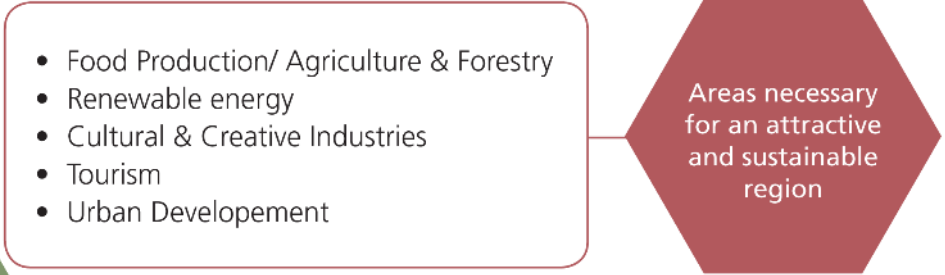 • Food Production/ Agriculture & Forestry
• Renewable energy
• Cultural & Creative Industries
• Tourism
• Urban Developement
Areas necessary
for an attractive
and sustainable
region